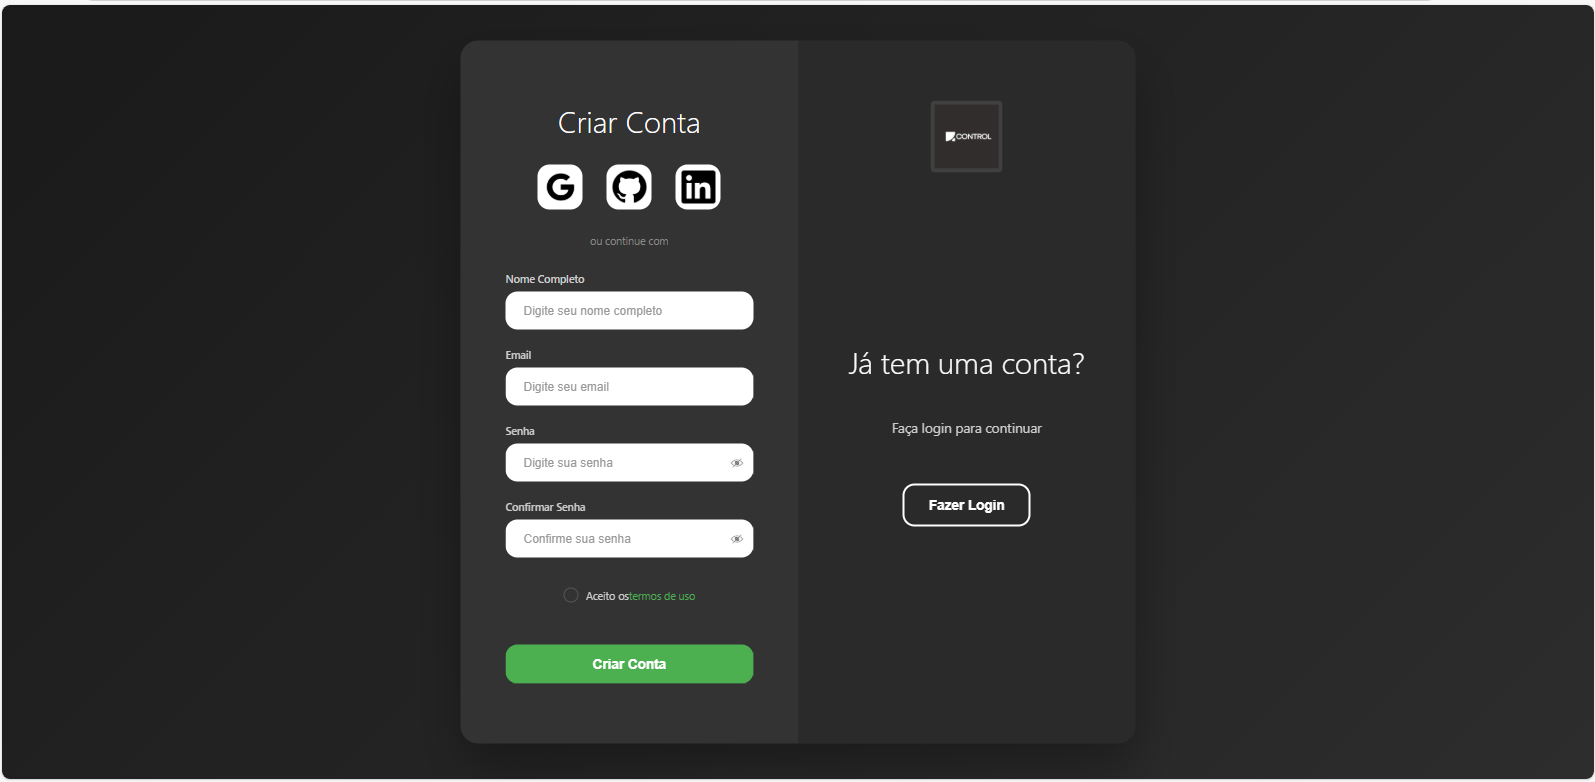 Criar Conta
G
in
ou continue com
Nome Completo
Digite seu nome completo
Email
Digite seu email
Senha
Digite sua senha
Confirmar Senha
Confirme sua senha
Aceito ostermos de uso
Criar Conta
CONTROL
Já tem uma conta?
Faça login para continuar
Fazer Login